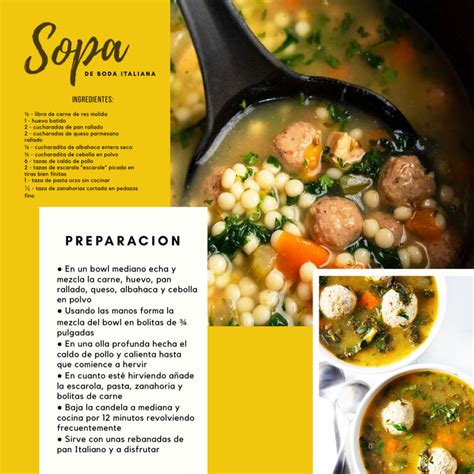 Sopa
DE BODA ITALIANA
INGREDIENTES:
½ - libra de carne de res molida
1 - huevo batido
2 - cucharadas de pan rallado
2 - cucharadas de queso parmesano
rallado
½ - cucharadita de albahaca entera seca
½ - cucharadita de cebolla en polvo
6 - tazas de caldo de pollo
2 - tazas de escarola "escarole" picada en
tiras bien finitas
1 - taza de pasta orzo sin cocinar
- taza de zanahorias cortada en pedazos
fino
PREPARACION
● En un bowl mediano echa y
mezcla la carne, huevo, pan
rallado, queso, albahaca y cebolla
en polvo
● Usando las manos forma la
mezcla del bowl en bolitas de ¾
pulgadas
● En una olla profunda hecha el
caldo de pollo y calienta hasta
que comience a hervir
● En cuanto esté hirviendo añade
la escarola, pasta, zanahoria y
bolitas de carne
● Baja la candela a mediana y
cocina por 12 minutos revolviendo
frecuentemente
● Sirve con unas rebanadas de
pan Italiano y a disfrutar